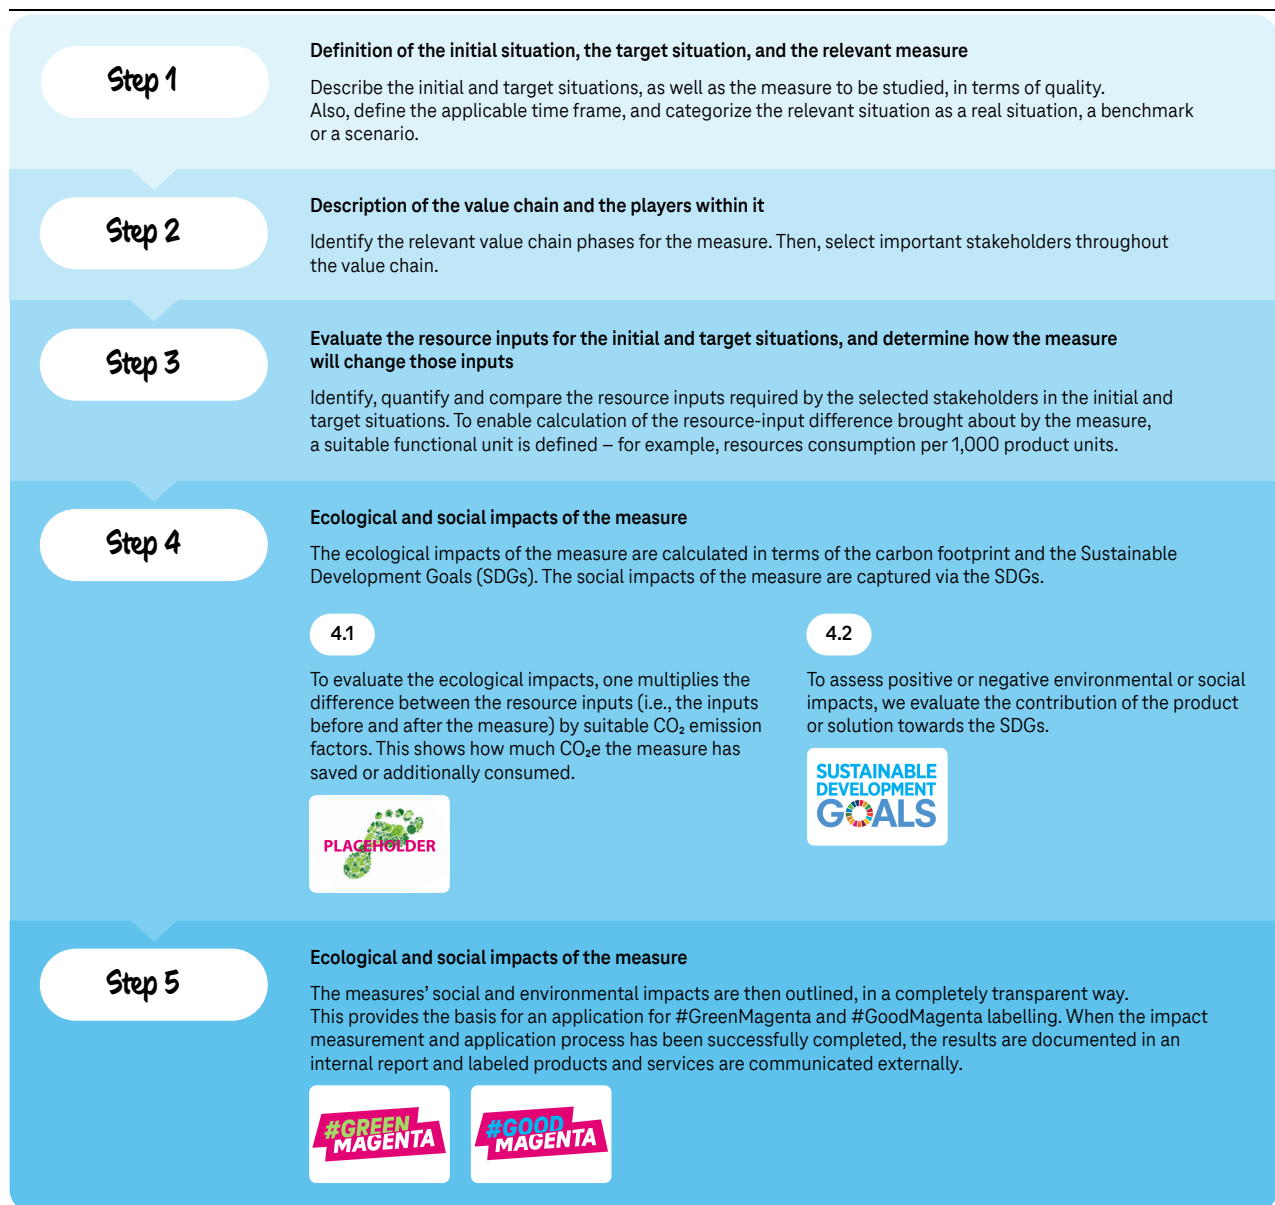 Step 1
Definition of the initial situation, the target situation, and the relevant measure
Describe the initial and target situations, as well as the measure to be studied, in terms of quality.
Also, define the applicable time frame, and categorize the relevant situation as a real situation, a benchmark
or a scenario.
Step 2
Description of the value chain and the players within it
Identify the relevant value chain phases for the measure. Then, select important stakeholders throughout
the value chain.
Step 3
Evaluate the resource inputs for the initial and target situations, and determine how the measure
will change those inputs
Identify, quantify and compare the resource inputs required by the selected stakeholders in the initial and
target situations. To enable calculation of the resource-input difference brought about by the measure,
a suitable functional unit is defined – for example, resources consumption per 1,000 product units.
Step 4
Ecological and social impacts of the measure
The ecological impacts of the measure are calculated in terms of the carbon footprint and the Sustainable
Development Goals (SDGs). The social impacts of the measure are captured via the SDGs.
4.1
To evaluate the ecological impacts, one multiplies the
difference between the resource inputs (i.e., the inputs
before and after the measure) by suitable CO₂ emission
factors. This shows how much CO₂e the measure has
saved or additionally consumed.
PLACEHOLDER
4.2
To assess positive or negative environmental or social
impacts, we evaluate the contribution of the product
or solution towards the SDGs.
SUSTAINABLE
DEVELOPMENT
GOALS
Step 5
Ecological and social impacts of the measure
The measures’ social and environmental impacts are then outlined, in a completely transparent way.
This provides the basis for an application for #GreenMagenta and #GoodMagenta labelling. When the impact
measurement and application process has been successfully completed, the results are documented in an
internal report and labeled products and services are communicated externally.
#GREEN
MAGENTA
#GOOD
MAGENTA